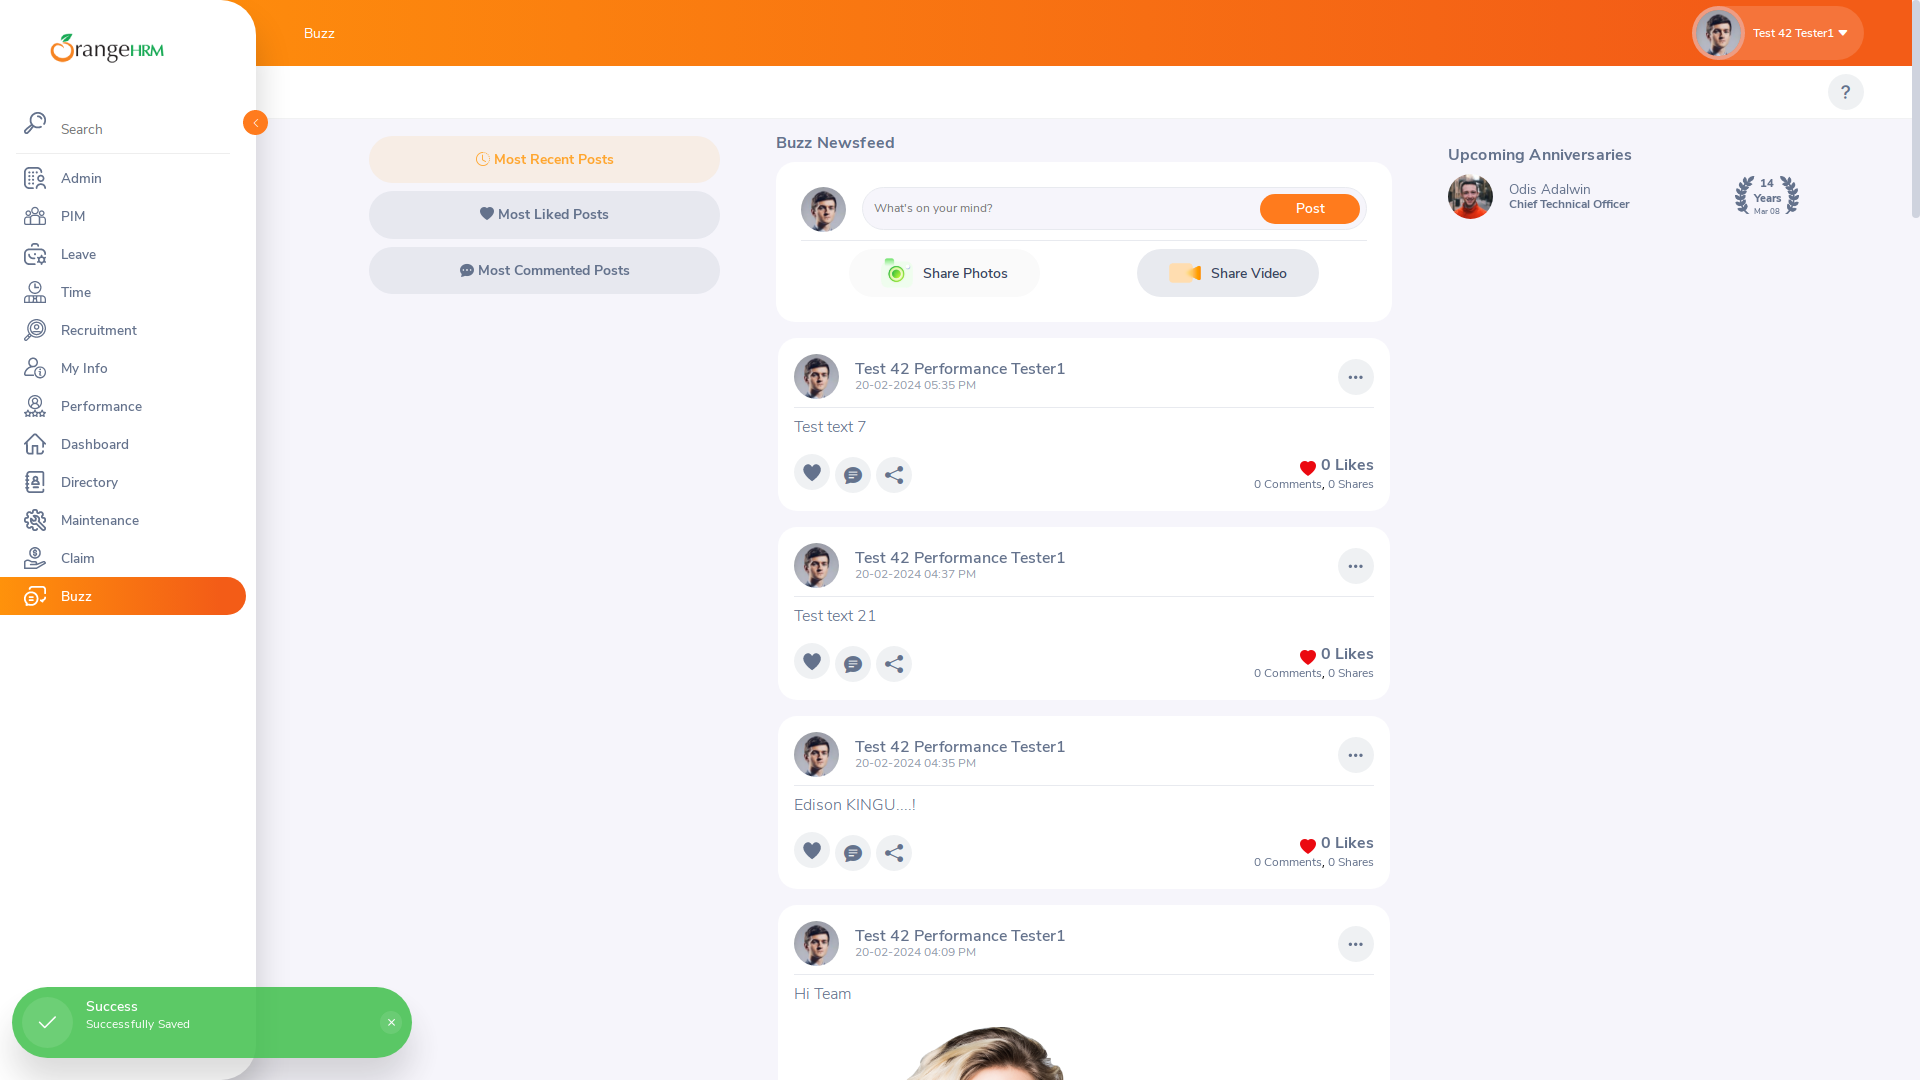 OrangeHRM
Search
Admin
PIM
Leave
Time
Recruitment
My Info
Performance
Dashboard
Directory
Maintenance
Claim
Buzz
Buzz
Test 42 Tester1
?
Most Recent Posts
Most Liked Posts
Most Commented Posts
Buzz Newsfeed
What's on your mind?
Post
Share Photos
Share Video
Test 42 Performance Tester1
20-02-2024 05:35 PM
Test text 7
0 Likes
0 Comments, 0 Shares
Test 42 Performance Tester1
20-02-2024 04:37 PM
Test text 21
0 Likes
0 Comments, 0 Shares
Test 42 Performance Tester1
20-02-2024 04:35 PM
Edison KINGU....!
0 Likes
0 Comments, 0 Shares
Test 42 Performance Tester1
20-02-2024 04:09 PM
Hi Team
Upcoming Anniversaries
Odis Adalwin
Chief Technical Officer
14
Years
Mar 08
Success
Successfully Saved